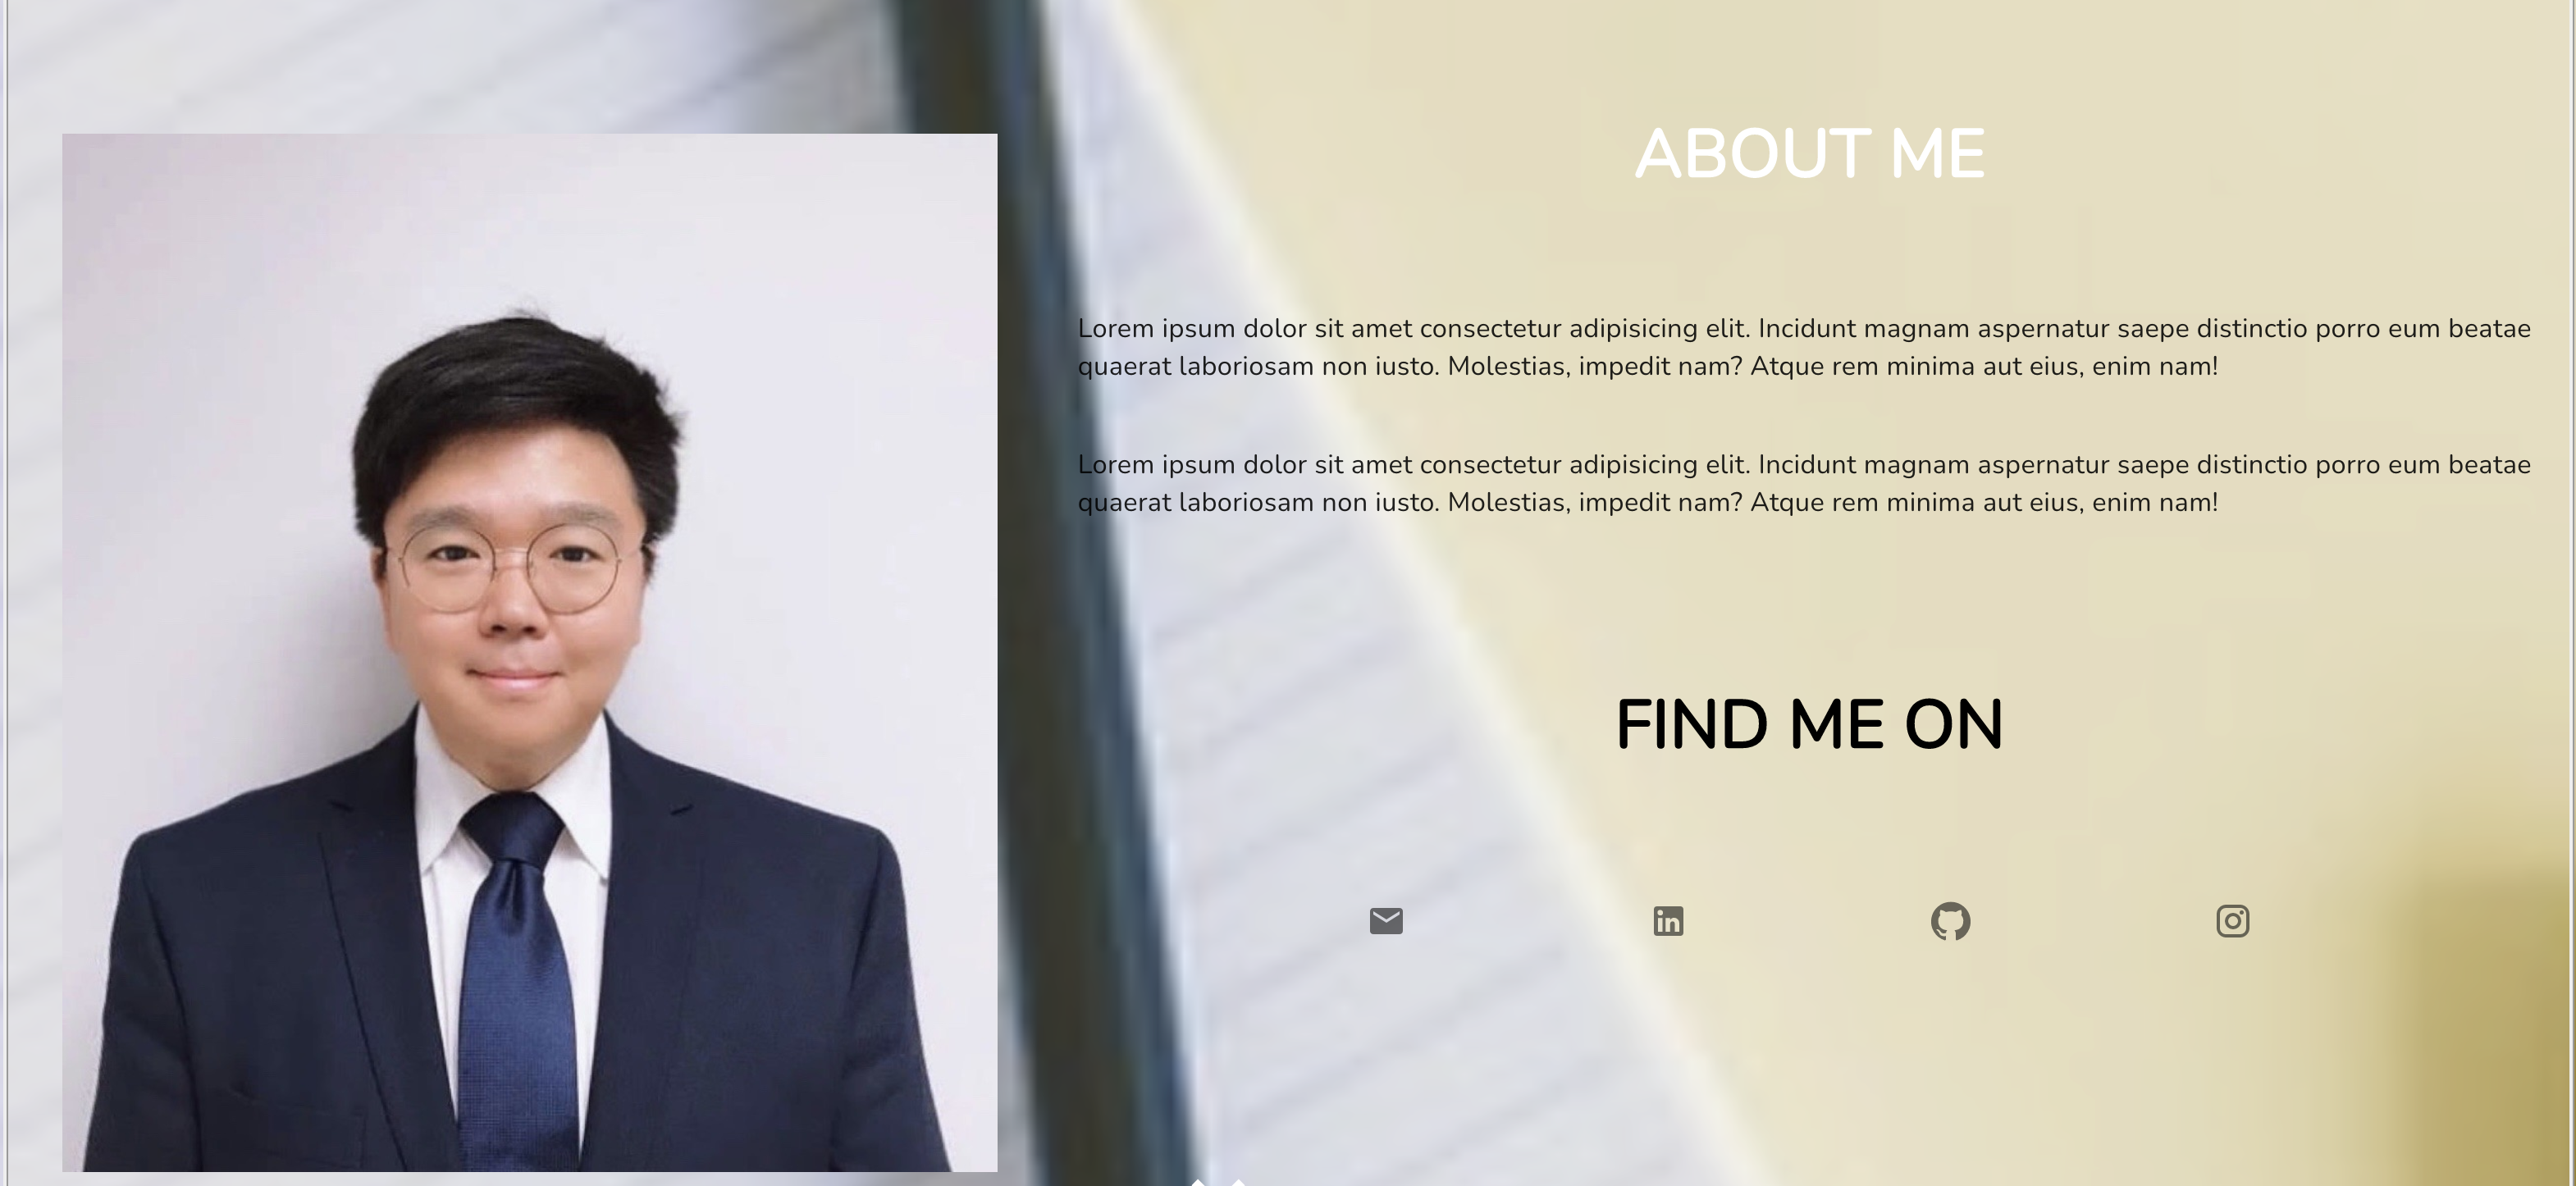 ABOUT ME
Lorem ipsum dolor sit amet consectetur adipisicing elit. Incidunt magnam aspernatur saepe distinctio porro eum beatae
quaerat laboriosam non iusto. Molestias, impedit nam? Atque rem minima aut eius, enim nam!
Lorem ipsum dolor sit amet consectetur adipisicing elit. Incidunt magnam aspernatur saepe distinctio porro eum beatae
quaerat laboriosam non iusto. Molestias, impedit nam? Atque rem minima aut eius, enim nam!
FIND ME ON
in